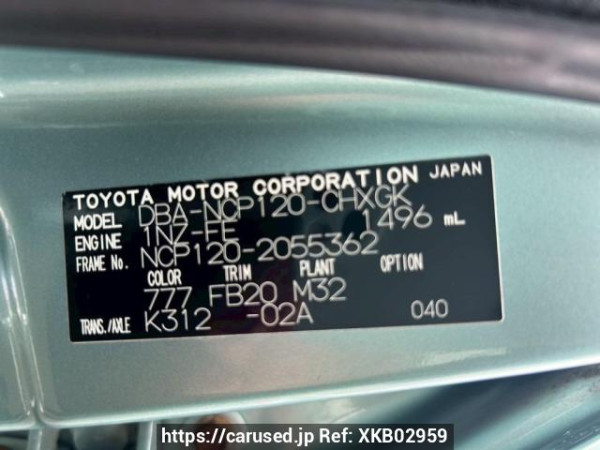 TOYOTA MOTOR CORPORATION JAPAN
MODEL DBA-NCP120-CHXGK
ENGINE 1NZ-FE 1496 mL
FRAME No. NCP120-2055362
COLOR TRIM PLANT OPTION
777 FB20 M32
TRANS./AXLE K312 -02A 040
https://carused.jp Ref: XKB02959